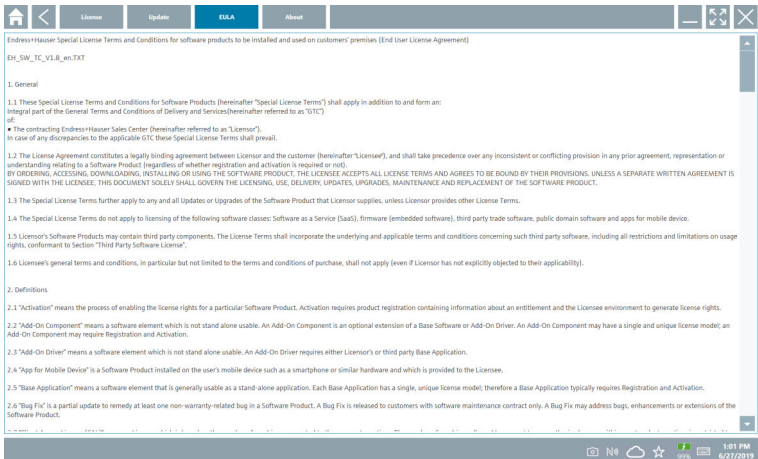 License
Update
EULA
About
Endress+Hauser Special License Terms and Conditions for software products to be installed and used on customers' premises (End User License Agreement)
EH_SW_TC_V1.8_en.TXT
1. General
1.1 These Special License Terms and Conditions for Software Products (hereinafter "Special License Terms") shall apply in addition to and form an:
Integral part of the General Terms and Conditions of Delivery and Services(hereinafter referred to as "GTC")
of:
▪ The contracting Endress+Hauser Sales Center (hereinafter referred to as "Licensor").
In case of any discrepancies to the applicable GTC these Special License Terms shall prevail.
1.2 The License Agreement constitutes a legally binding agreement between Licensor and the customer (hereinafter "Licensee"), and shall take precedence over any inconsistent or conflicting provision in any prior agreement, representation or
understanding relating to a Software Product (regardless of whether registration and activation is required or not).
BY ORDERING, ACCESSING, DOWNLOADING, INSTALLING OR USING THE SOFTWARE PRODUCT, THE LICENSEE ACCEPTS ALL LICENSE TERMS AND AGREES TO BE BOUND BY THEIR PROVISIONS. UNLESS A SEPARATE WRITTEN AGREEMENT IS
SIGNED WITH THE LICENSEE, THIS DOCUMENT SOLELY SHALL GOVERN THE LICENSING, USE, DELIVERY, UPDATES, UPGRADES, MAINTENANCE AND REPLACEMENT OF THE SOFTWARE PRODUCT.
1.3 The Special License Terms further apply to any and all Updates or Upgrades of the Software Product that Licensor supplies, unless Licensor provides other License Terms.
1.4 The Special License Terms do not apply to licensing of the following software classes: Software as a Service (SaaS), firmware (embedded software), third party trade software, public domain software and apps for mobile device.
1.5 Licensor's Software Products may contain third party components. The License Terms shall incorporate the underlying and applicable terms and conditions concerning such third party software, including all restrictions and limitations on usage
rights, conformant to Section "Third Party Software License".
1.6 Licensee's general terms and conditions, in particular but not limited to the terms and conditions of purchase, shall not apply (even if Licensor has not explicitly objected to their applicability).
2. Definitions
2.1 "Activation" means the process of enabling the license rights for a particular Software Product. Activation requires product registration containing information about an entitlement and the Licensee environment to generate license rights.
2.2 "Add-On Component" means a software element which is not stand alone usable. An Add-On Component is an optional extension of a Base Software or Add-On Driver. An Add-On Component may have a single and unique license model; an
Add-On Component may require Registration and Activation.
2.3 "Add-On Driver" means a software element which is not stand alone usable. An Add-On Driver requires either Licensor's or third party Base Application.
2.4 "App for Mobile Device" is a Software Product installed on the user's mobile device such as a smartphone or similar hardware and which is provided to the Licensee.
2.5 "Base Application" means a software element that is generally usable as a stand-alone application. Each Base Application has a single, unique license model; therefore a Base Application typically requires Registration and Activation.
2.6 "Bug Fix" is a partial update to remedy at least one non-warranty-related bug in a Software Product. A Bug Fix is released to customers with software maintenance contract only. A Bug Fix may address bugs, enhancements or extensions of the
Software Product.
99%
1:01 PM
6/27/2019